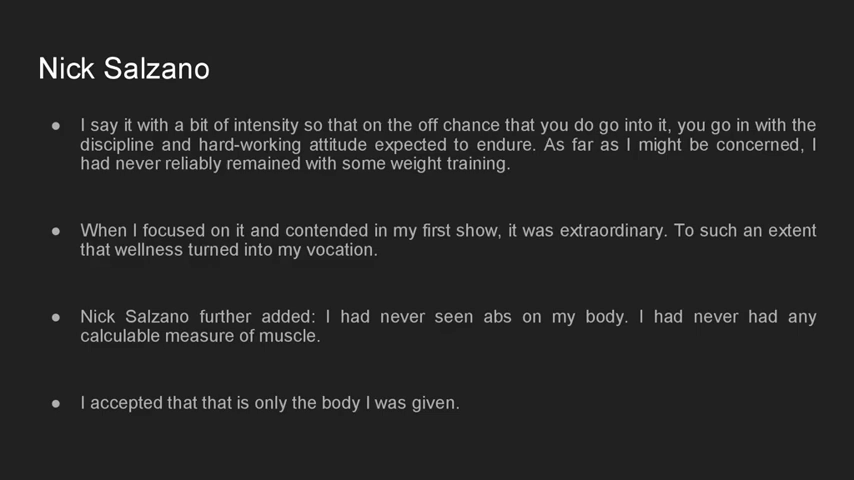 Nick Salzano
● I say it with a bit of intensity so that on the off chance that you do go into it, you go in with the
discipline and hard-working attitude expected to endure. As far as I might be concerned, I
had never reliably remained with some weight training.
● When I focused on it and contended in my first show, it was extraordinary. To such an extent
that wellness turned into my vocation.
● Nick Salzano further added: I had never seen abs on my body. I had never had any
calculable measure of muscle.
● I accepted that that is only the body I was given.